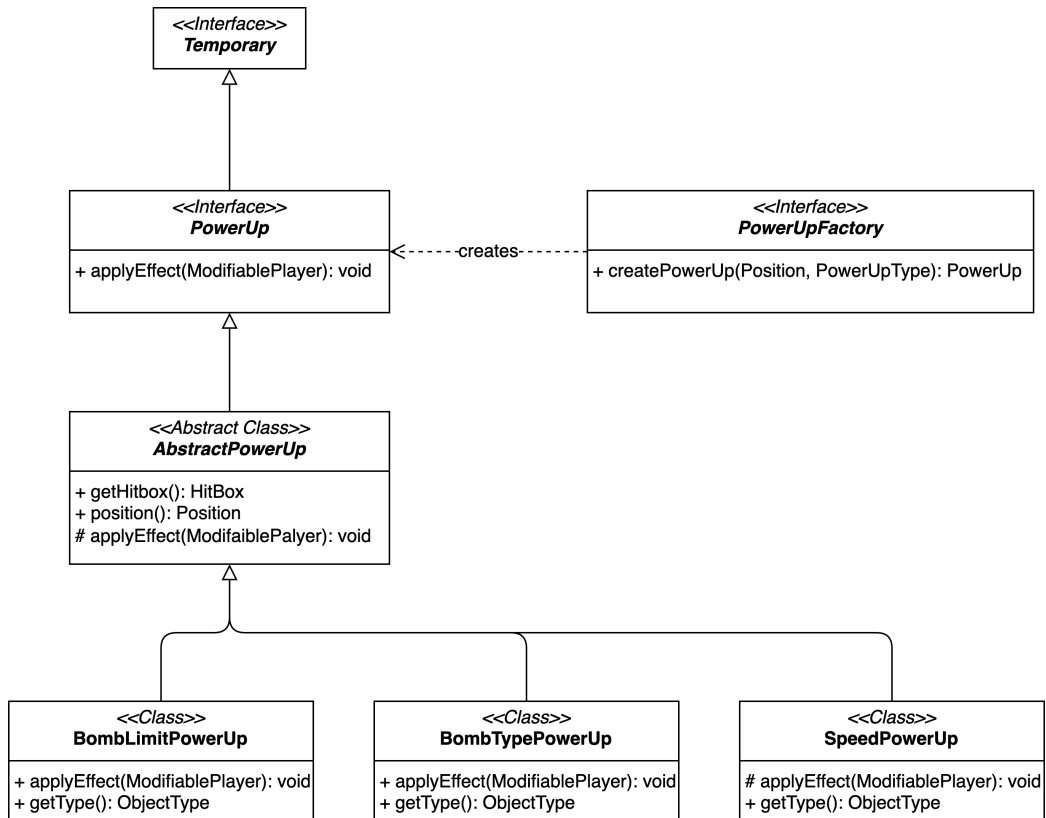 <<Interface>>
Temporary
<<Interface>>
PowerUp
+ applyEffect(ModifiablePlayer): void
creates
<<Interface>>
PowerUpFactory
+ createPowerUp(Position, PowerUpType): PowerUp
<<Abstract Class>>
AbstractPowerUp
+ getHitbox(): HitBox
+ position(): Position
# applyEffect(ModifaiblePalyer): void
<<Class>>
BombLimitPowerUp
+ applyEffect(ModifiablePlayer): void
+ getType(): ObjectType
<<Class>>
BombTypePowerUp
+ applyEffect(ModifiablePlayer): void
+ getType(): ObjectType
<<Class>>
SpeedPowerUp
# applyEffect(ModifiablePlayer): void
+ getType(): ObjectType